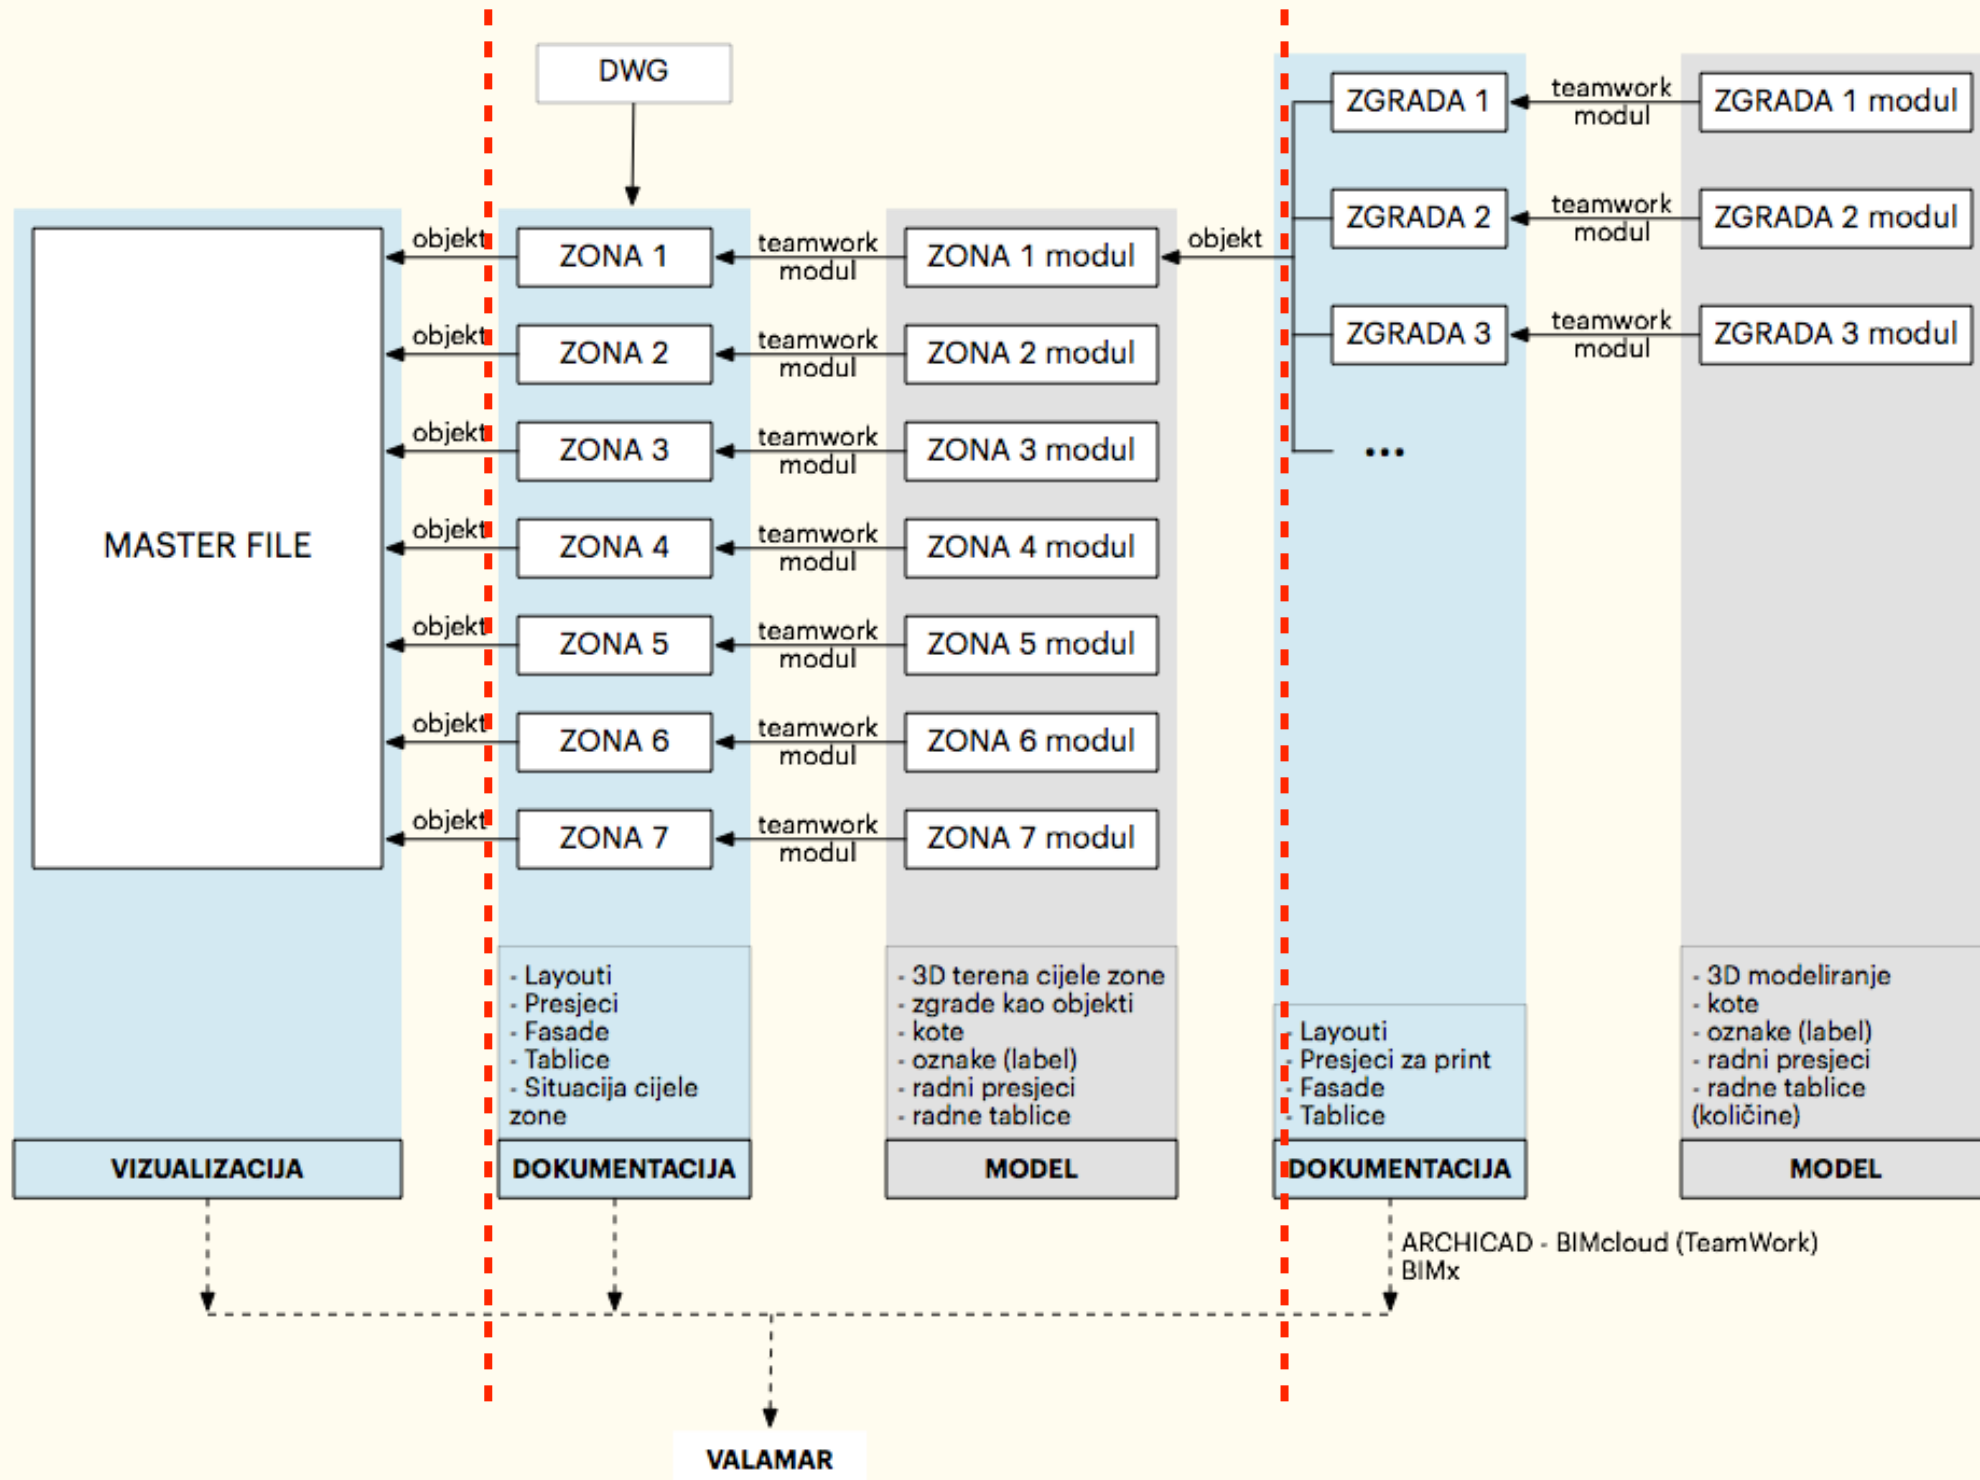 DWG
ZGRADA 1
teamwork
modul
ZGRADA 1 modul
ZGRADA 2
teamwork
modul
ZGRADA 2 modul
ZGRADA 3
teamwork
modul
ZGRADA 3 modul
...
MASTER FILE
objekt
ZONA 1
teamwork
modul
ZONA 1 modul
objekt
objekt
ZONA 2
teamwork
modul
ZONA 2 modul
objekt
ZONA 3
teamwork
modul
ZONA 3 modul
objekt
ZONA 4
teamwork
modul
ZONA 4 modul
objekt
ZONA 5
teamwork
modul
ZONA 5 modul
objekt
ZONA 6
teamwork
modul
ZONA 6 modul
objekt
ZONA 7
teamwork
modul
ZONA 7 modul
- Layouti
- Presjeci
- Fasade
- Tablice
- Situacija cijele
zone
- 3D terena cijele zone
- zgrade kao objekti
- kote
- oznake (label)
- radni presjeci
- radne tablice
- Layouti
- Presjeci za print
- Fasade
- Tablice
- 3D modeliranje
- kote
- oznake (label)
- radni presjeci
- radne tablice
(količine)
VIZUALIZACIJA
DOKUMENTACIJA
MODEL
DOKUMENTACIJA
MODEL
ARCHICAD - BIMcloud (TeamWork)
BIMx
VALAMAR